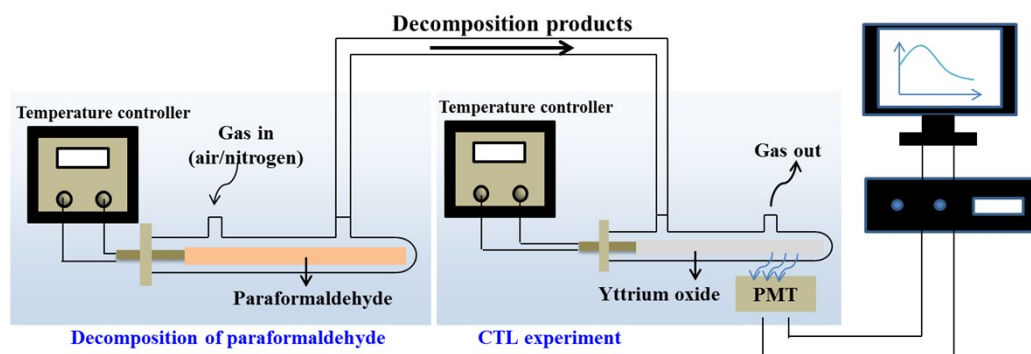 Decomposition products
Temperature controller
Gas in
(air/nitrogen)
Paraformaldehyde
Decomposition of paraformaldehyde
Temperature controller
Gas out
Yttrium oxide
PMT
CTL experiment